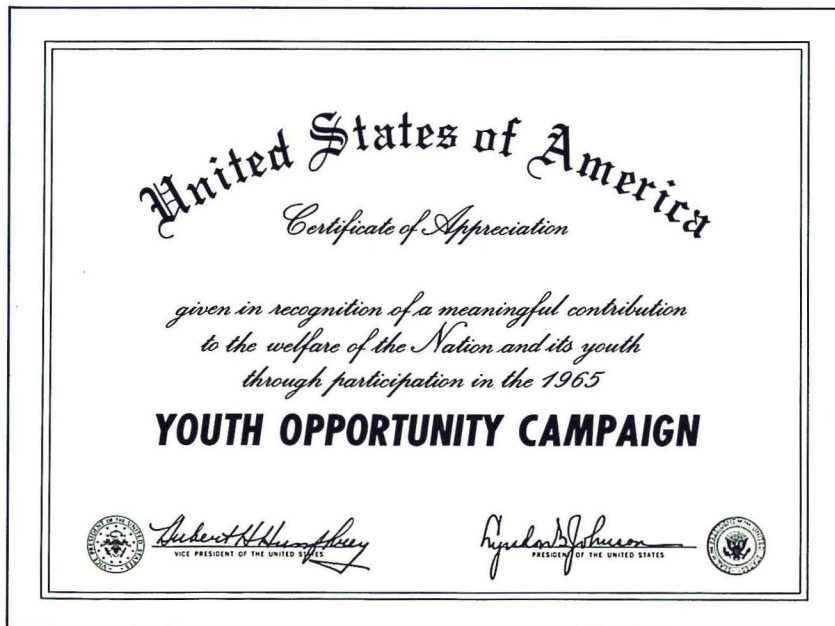 United States of America
Certificate of Appreciation
given in recognition of a meaningful contribution
to the welfare of the Nation and its youth
through participation in the 1965
YOUTH OPPORTUNITY CAMPAIGN
Hubert H Humphrey
VICE PRESIDENT OF THE UNITED STATES
Lyndon B Johnson
PRESIDENT OF THE UNITED STATES